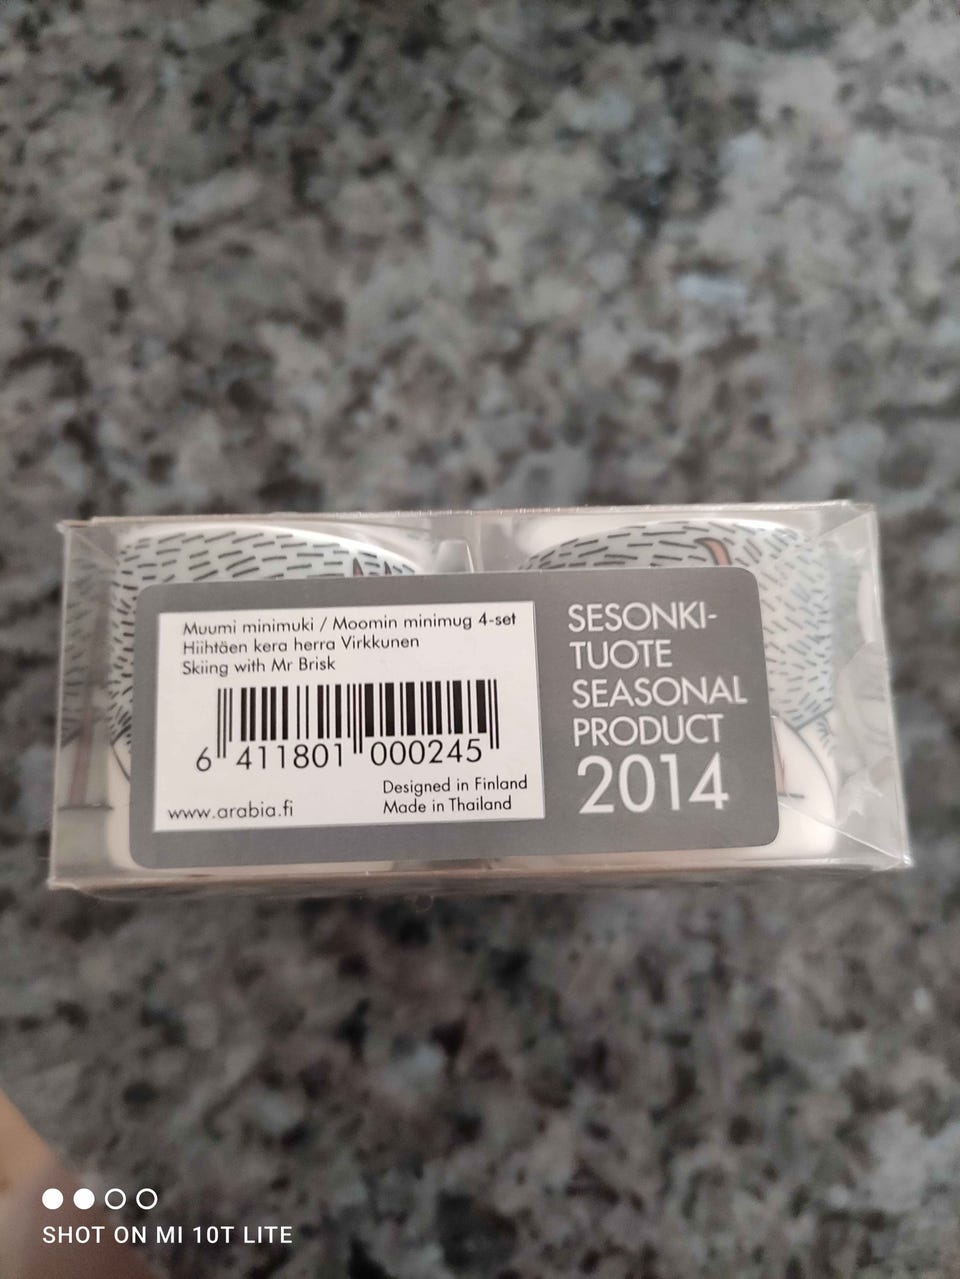 Muumi minimuki / Moomin minimug 4-set
Hiihtäen kera herra Virkkunen
Skiing with Mr Brisk
6 411801 000245
Designed in Finland
www.arabia.fi
Made in Thailand
SESONKI-
TUOTE
SEASONAL
PRODUCT
2014
SHOT ON MI 10T LITE